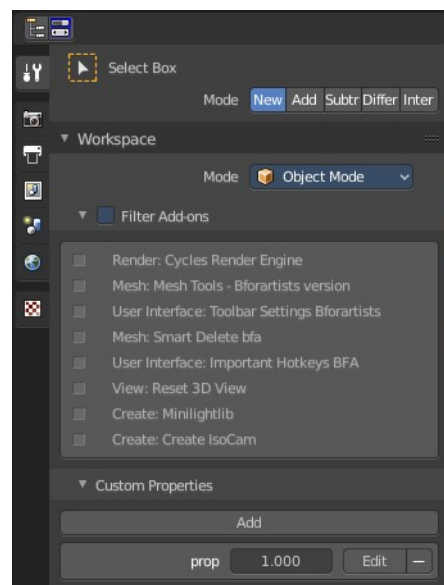 Select Box
Mode New Add Subtr Differ Inter
Workspace
Mode Object Mode
Filter Add-ons
Render: Cycles Render Engine
Mesh: Mesh Tools - Bforartists version
User Interface: Toolbar Settings Bforartists
Mesh: Smart Delete bfa
User Interface: Important Hotkeys BFA
View: Reset 3D View
Create: Minilightlib
Create: Create IsoCam
Custom Properties
Add
prop 1.000 Edit